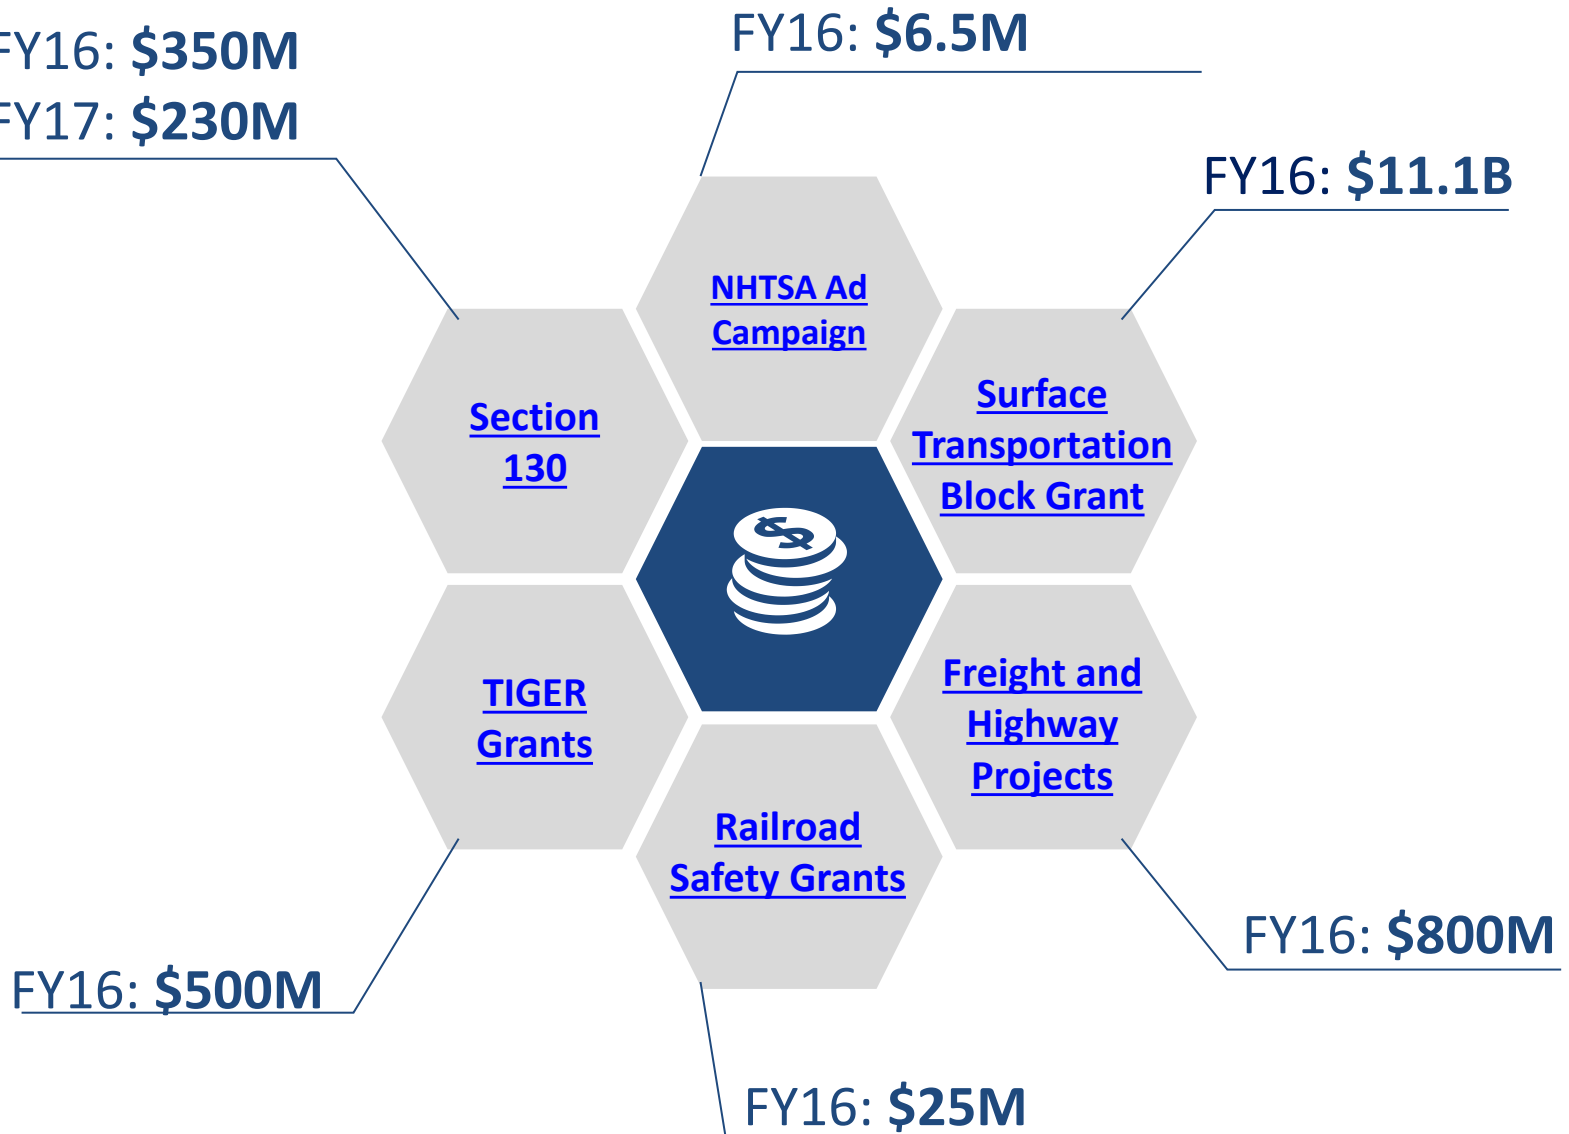 FY16: $350M
FY17: $230M
FY16: $6.5M
FY16: $11.1B
NHTSA Ad
Campaign
Section
130
Surface
Transportation
Block Grant
TIGER
Grants
Freight and
Highway
Projects
Railroad
Safety Grants
FY16: $500M
FY16: $800M
FY16: $25M